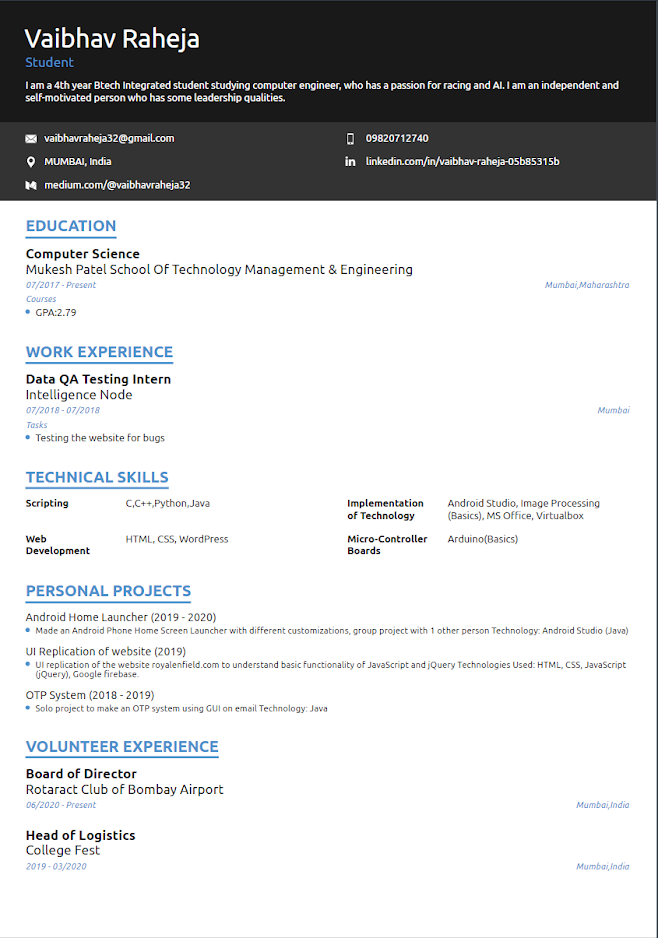 Vaibhav Raheja
Student
I am a 4th year Btech Integrated student studying computer engineer, who has a passion for racing and AI. I am an independent and
self-motivated person who has some leadership qualities.
vaibhavraheja32@gmail.com
09820712740
MUMBAI, India
linkedin.com/in/vaibhav-raheja-05b85315b
medium.com/@vaibhavraheja32
EDUCATION
Computer Science
Mukesh Patel School Of Technology Management & Engineering
07/2017 - Present
Mumbai,Maharashtra
Courses
GPA:2.79
WORK EXPERIENCE
Data QA Testing Intern
Intelligence Node
07/2018 - 07/2018
Mumbai
Tasks
Testing the website for bugs
TECHNICAL SKILLS
Scripting
C,C++,Python,Java
Implementation
of Technology
Android Studio, Image Processing
(Basics), MS Office, Virtualbox
Web
Development
HTML, CSS, WordPress
Micro-Controller
Boards
Arduino(Basics)
PERSONAL PROJECTS
Android Home Launcher (2019 - 2020)
Made an Android Phone Home Screen Launcher with different customizations, group project with 1 other person Technology: Android Studio (Java)
UI Replication of website (2019)
UI replication of the website royalenfield.com to understand basic functionality of JavaScript and jQuery Technologies Used: HTML, CSS, JavaScript
(jQuery), Google firebase.
OTP System (2018 - 2019)
Solo project to make an OTP system using GUI on email Technology: Java
VOLUNTEER EXPERIENCE
Board of Director
Rotaract Club of Bombay Airport
06/2020 - Present
Mumbai,India
Head of Logistics
College Fest
2019 - 03/2020
Mumbai,India